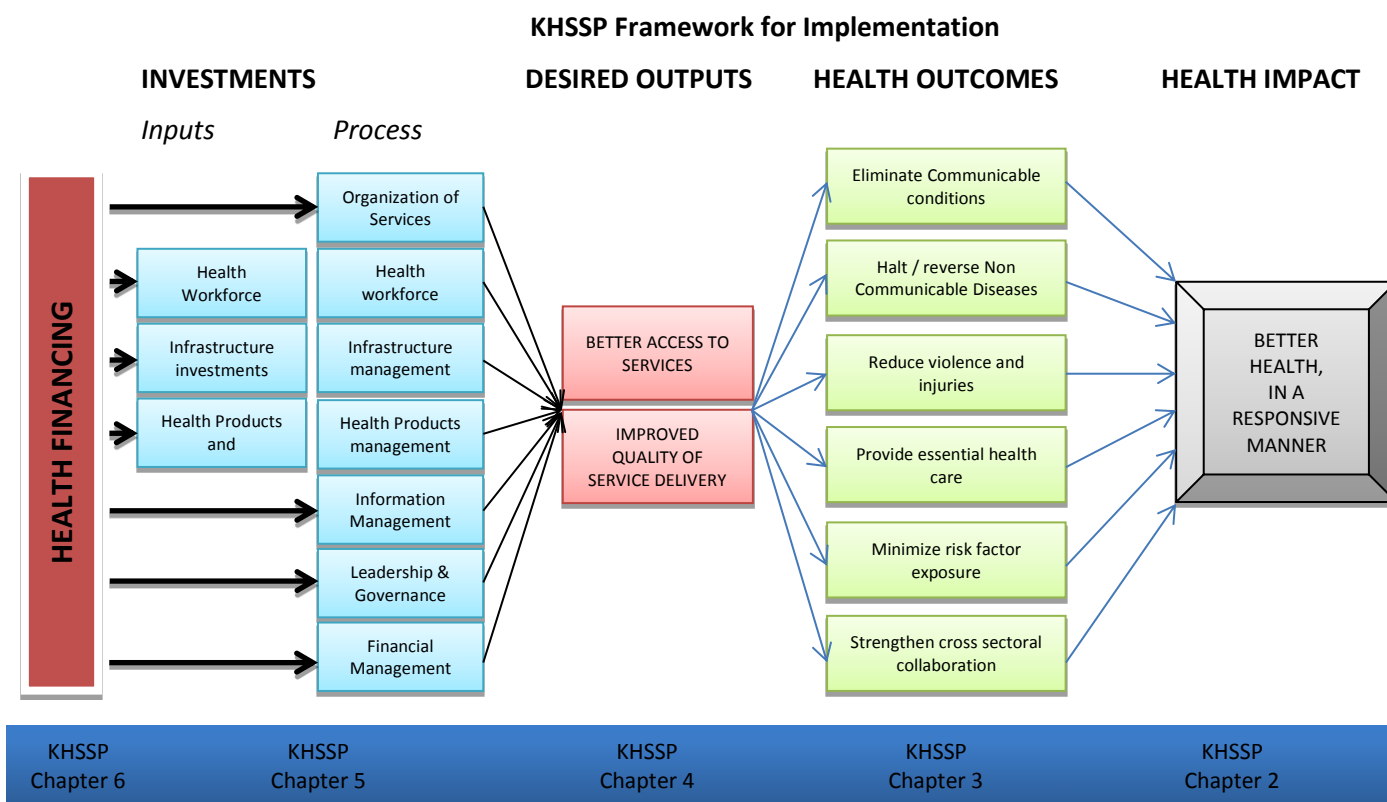 KHSSP Framework for Implementation
INVESTMENTS
DESIRED OUTPUTS
HEALTH OUTCOMES
HEALTH IMPACT
Inputs
Process
HEALTH FINANCING
Health
Workforce
Infrastructure
investments
Health Products
and
Organization of
Services
Health
workforce
Infrastructure
management
Health Products
management
Information
Management
Leadership &
Governance
Financial
Management
BETTER ACCESS TO
SERVICES
IMPROVED
QUALITY OF
SERVICE DELIVERY
Eliminate Communicable
conditions
Halt / reverse Non
Communicable Diseases
Reduce violence and
injuries
Provide essential health
care
Minimize risk factor
exposure
Strengthen cross sectoral
collaboration
BETTER
HEALTH,
IN A
RESPONSIVE
MANNER
KHSSP
Chapter 6
KHSSP
Chapter 5
KHSSP
Chapter 4
KHSSP
Chapter 3
KHSSP
Chapter 2